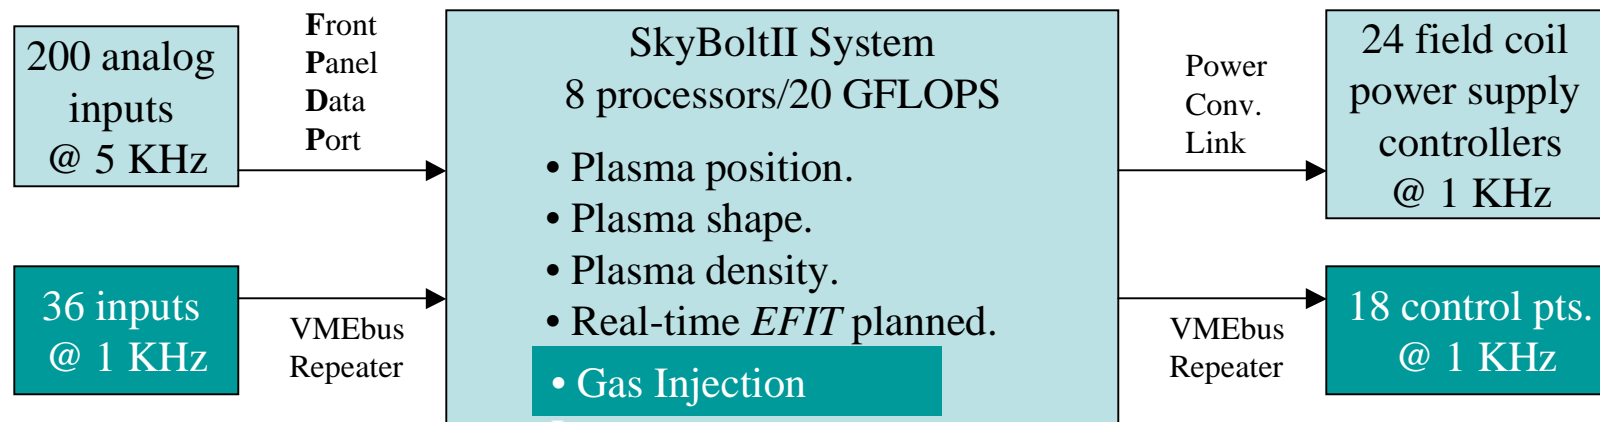 200 analog
inputs
@ 5 KHz
Front
Panel
Data
Port
SkyBoltII System
8 processors/20 GFLOPS
• Plasma position.
• Plasma shape.
• Plasma density.
• Real-time EFIT planned.
• Gas Injection
Power
Conv.
Link
24 field coil
power supply
controllers
@ 1 KHz
36 inputs
@ 1 KHz
VMEbus
Repeater
VMEbus
Repeater
18 control pts.
@ 1 KHz